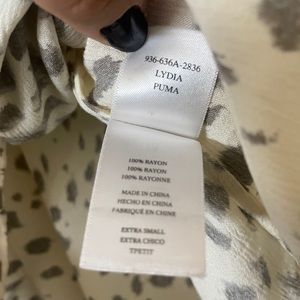 936-636A-2836
LYDIA
PUMA
100% RAYON
100% RAYON
100% RAYONNE
MADE IN CHINA
HECHO EN CHINA
FABRIQUÉ EN CHINE
EXTRA SMALL
EXTRA CHICO
TPETIT